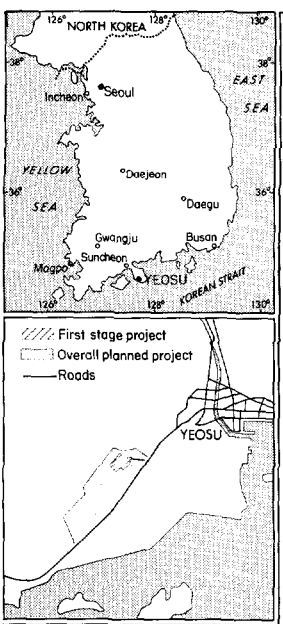 126°
128°
130°
NORTH KOREA
38°
38°
Incheon
Seoul
EAST
SEA
YELLOW
SEA
Daejeon
36°
36°
Daegu
Gwangju
Busan
Suncheon
Magpo
YEOSU
KOREAN STRAIT
126°
128°
130°
First stage project
Overall planned project
Roads
YEOSU